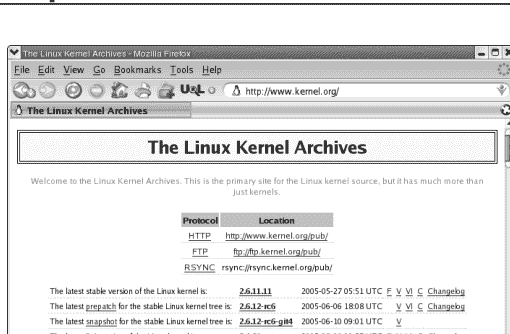 The Linux Kernel Archives - Mozilla Firefox
File Edit View Go Bookmarks Tools Help
http://www.kernel.org/
The Linux Kernel Archives
The Linux Kernel Archives
Welcome to the Linux Kernel Archives. This is the primary site for the Linux kernel source, but it has much more than
just kernels.
Protocol Location
HTTP http://www.kernel.org/pub/
FTP ftp://ftp.kernel.org/pub/
RSYNC rsync://rsync.kernel.org/pub/
The latest stable version of the Linux kernel is: 2.6.11.11 2005-05-27 05:51 UTC F V VI C Changelog
The latest prepatch for the stable Linux kernel tree is: 2.6.12-rc6 2005-06-06 18:08 UTC V VI C Changelog
The latest snapshot for the stable Linux kernel tree is: 2.6.12-rc6-git4 2005-06-10 09:01 UTC V